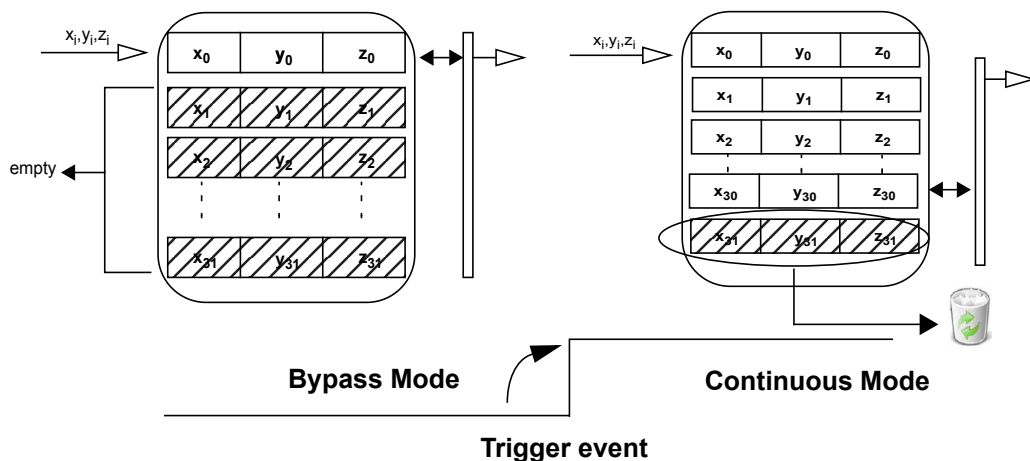 xᵢ,yᵢ,zᵢ
x₀ y₀ z₀
x₁ y₁ z₁
x₂ y₂ z₂
x₃₁ y₃₁ z₃₁
empty
xᵢ,yᵢ,zᵢ
x₀ y₀ z₀
x₁ y₁ z₁
x₂ y₂ z₂
x₃₀ y₃₀ z₃₀
x₃₁ y₃₁ z₃₁
Bypass Mode
Continuous Mode
Trigger event